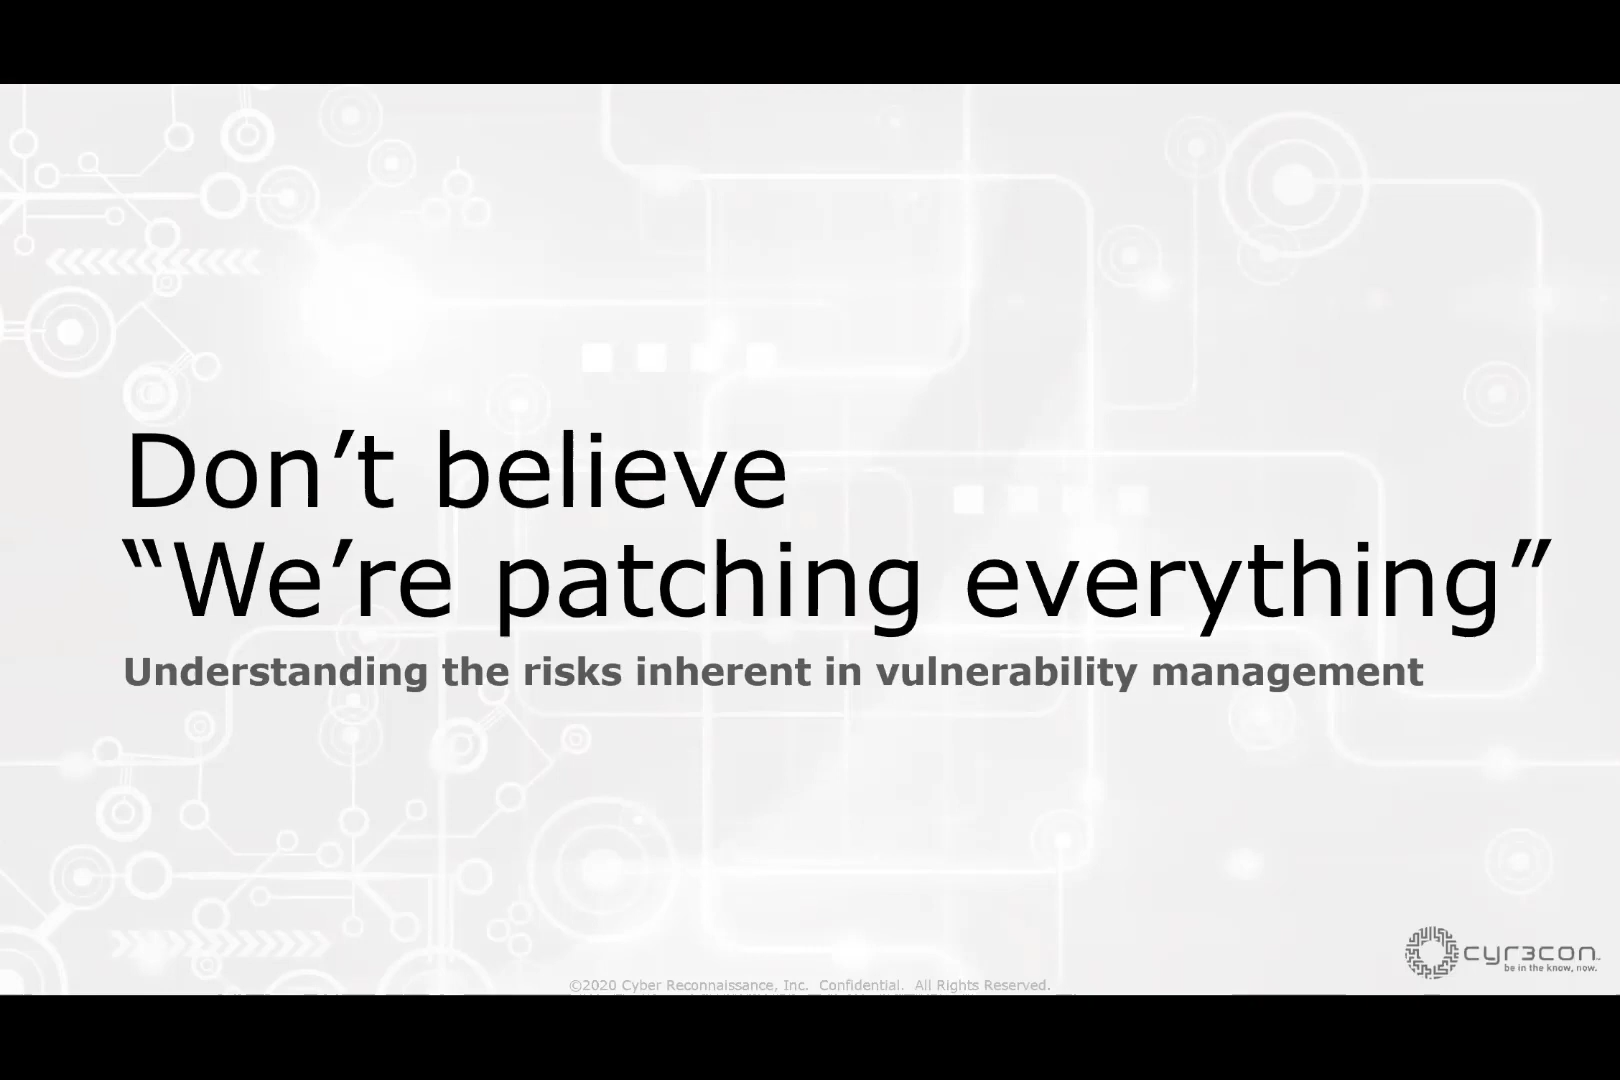 Don’t believe
“We’re patching everything”
Understanding the risks inherent in vulnerability management
cyr3con™
be in the know, now.
©2020 Cyber Reconnaissance, Inc. Confidential. All Rights Reserved.